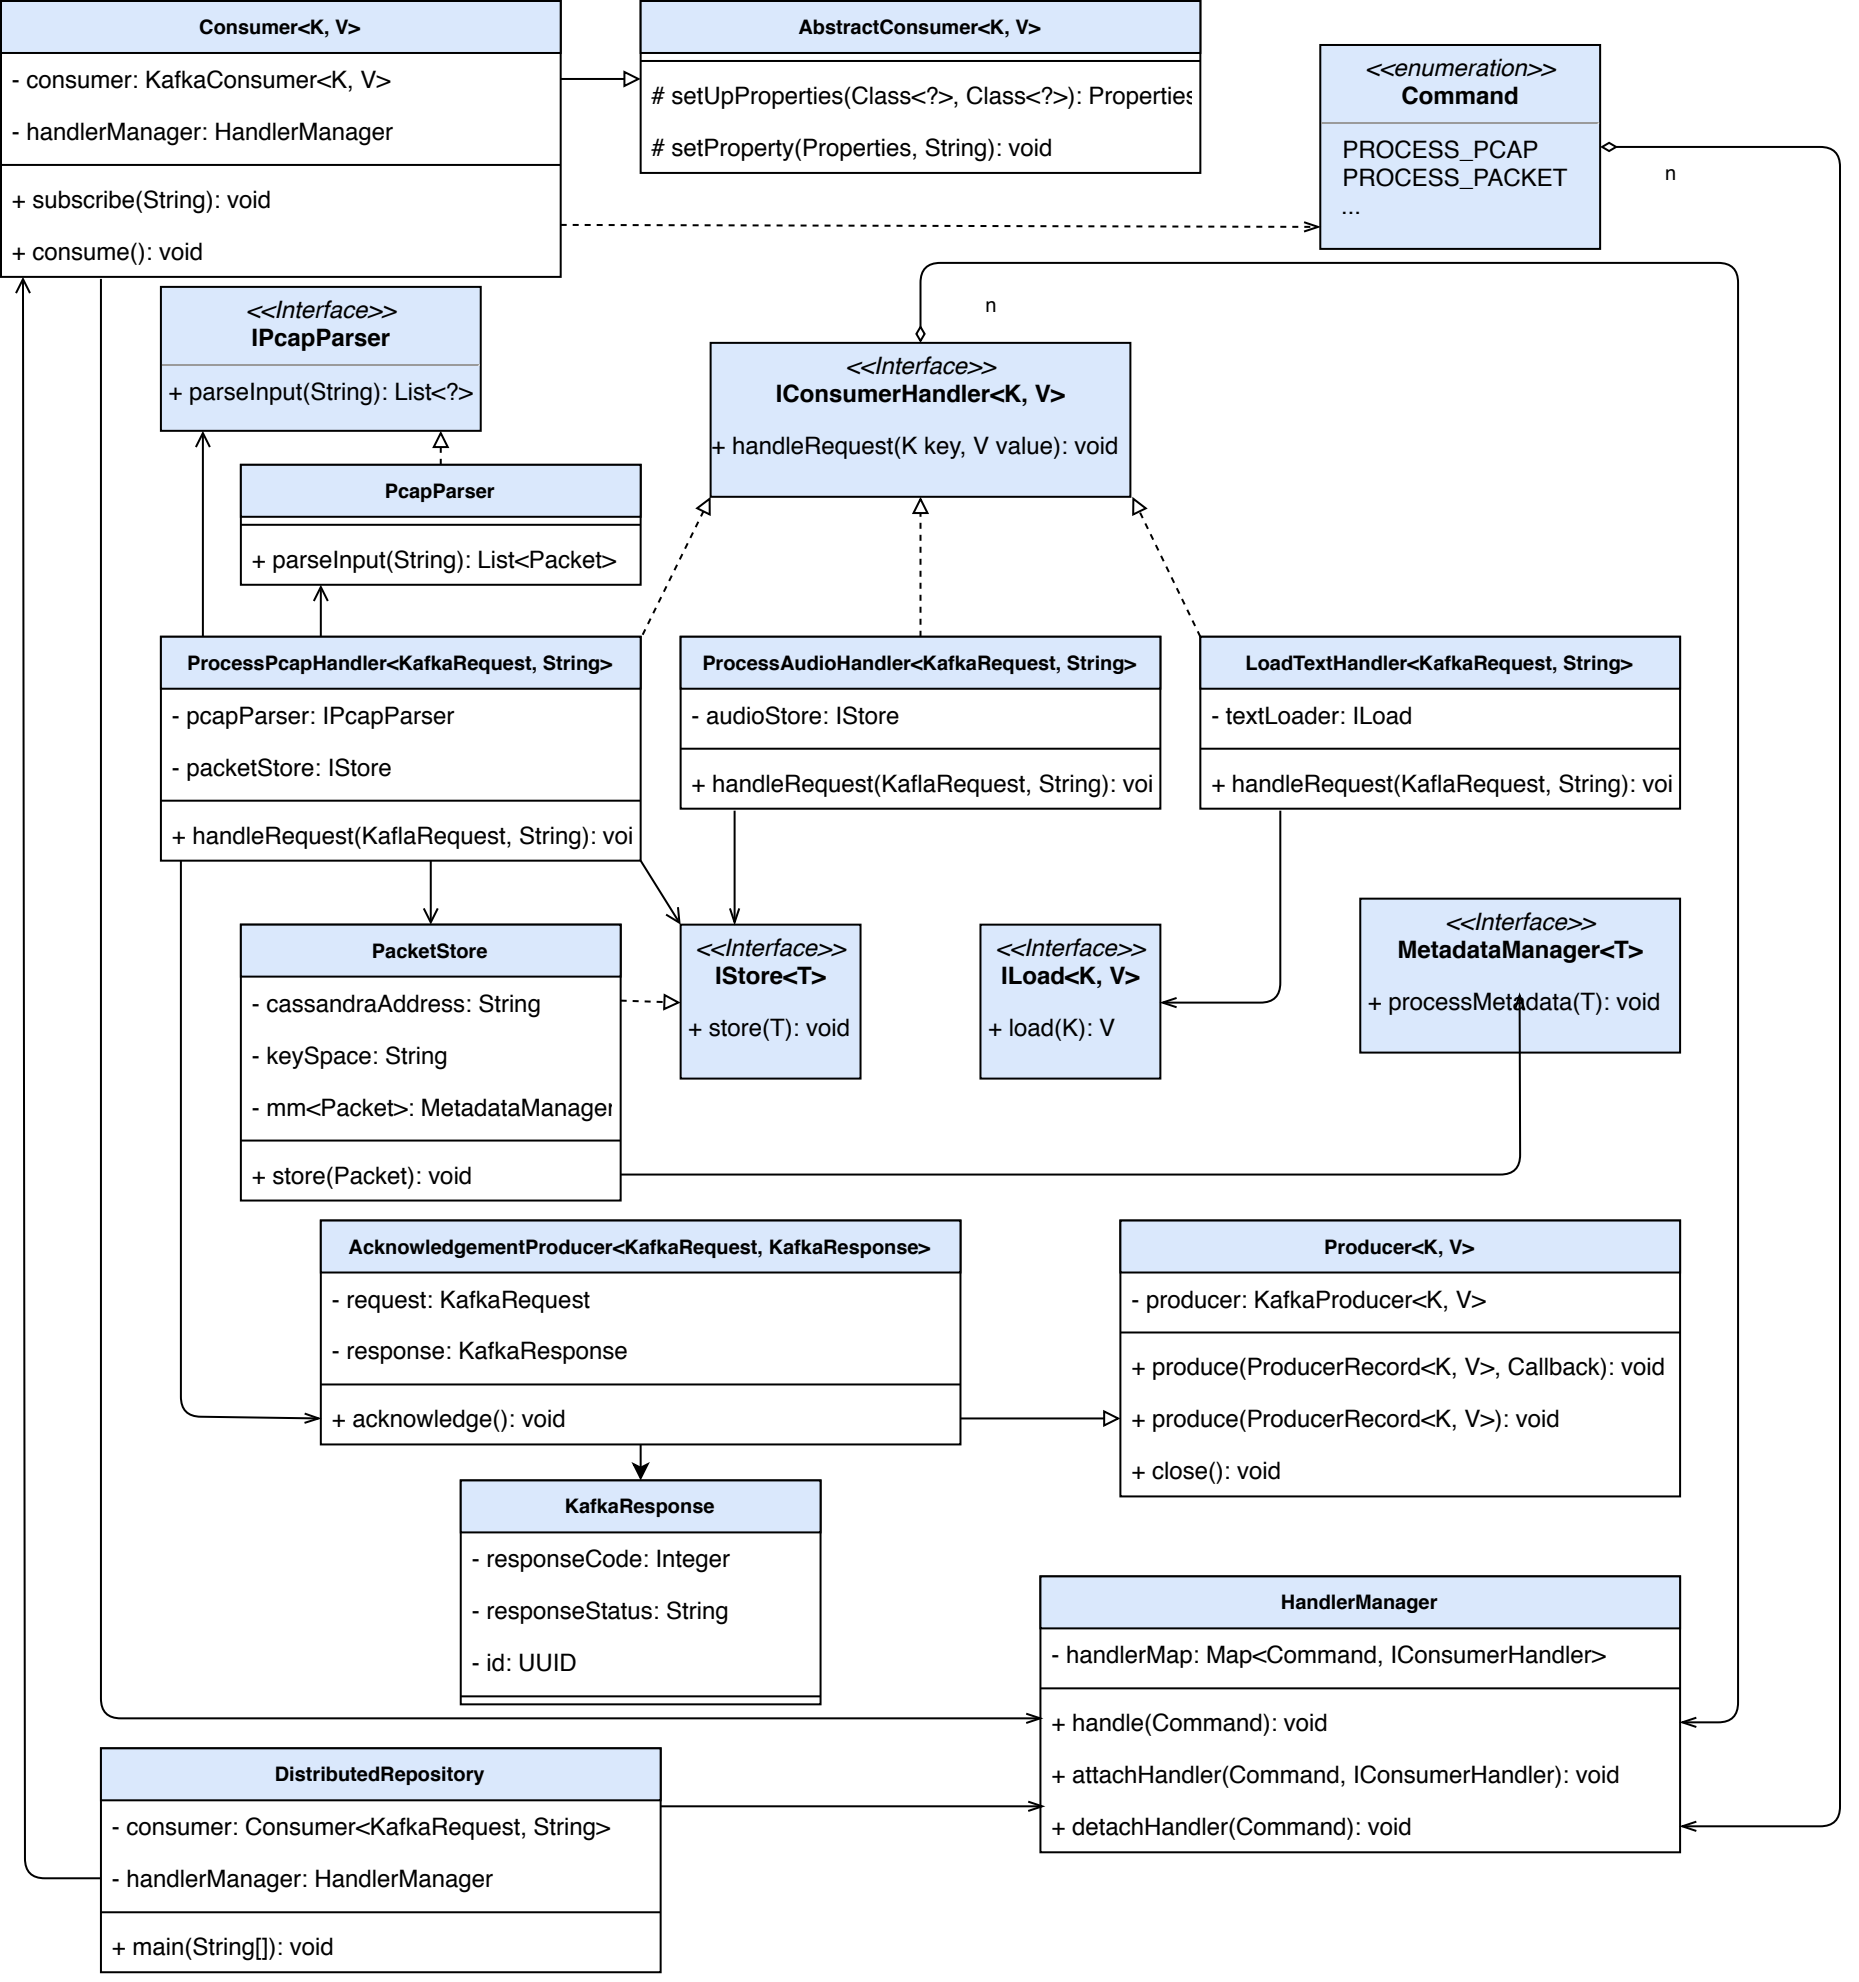 Consumer<K, V>
- consumer: KafkaConsumer<K, V>
- handlerManager: HandlerManager
+ subscribe(String): void
+ consume(): void
AbstractConsumer<K, V>
# setUpProperties(Class<?>, Class<?>): Properties
# setProperty(Properties, String): void
<<enumeration>>
Command
PROCESS_PCAP
PROCESS_PACKET
...
n
<<Interface>>
IPcapParser
+ parseInput(String): List<?>
n
<<Interface>>
IConsumerHandler<K, V>
+ handleRequest(K key, V value): void
PcapParser
+ parseInput(String): List<Packet>
ProcessPcapHandler<KafkaRequest, String>
- pcapParser: IPcapParser
- packetStore: IStore
+ handleRequest(KaflaRequest, String): voi
ProcessAudioHandler<KafkaRequest, String>
- audioStore: IStore
+ handleRequest(KaflaRequest, String): voi
LoadTextHandler<KafkaRequest, String>
- textLoader: ILoad
+ handleRequest(KaflaRequest, String): voi
PacketStore
- cassandraAddress: String
- keySpace: String
- mm<Packet>: MetadataManager
+ store(Packet): void
<<Interface>>
IStore<T>
+ store(T): void
<<Interface>>
ILoad<K, V>
+ load(K): V
<<Interface>>
MetadataManager<T>
+ processMetadata(T): void
AcknowledgementProducer<KafkaRequest, KafkaResponse>
- request: KafkaRequest
- response: KafkaResponse
+ acknowledge(): void
Producer<K, V>
- producer: KafkaProducer<K, V>
+ produce(ProducerRecord<K, V>, Callback): void
+ produce(ProducerRecord<K, V>): void
+ close(): void
KafkaResponse
- responseCode: Integer
- responseStatus: String
- id: UUID
HandlerManager
- handlerMap: Map<Command, IConsumerHandler>
+ handle(Command): void
+ attachHandler(Command, IConsumerHandler): void
+ detachHandler(Command): void
DistributedRepository
- consumer: Consumer<KafkaRequest, String>
- handlerManager: HandlerManager
+ main(String[]): void